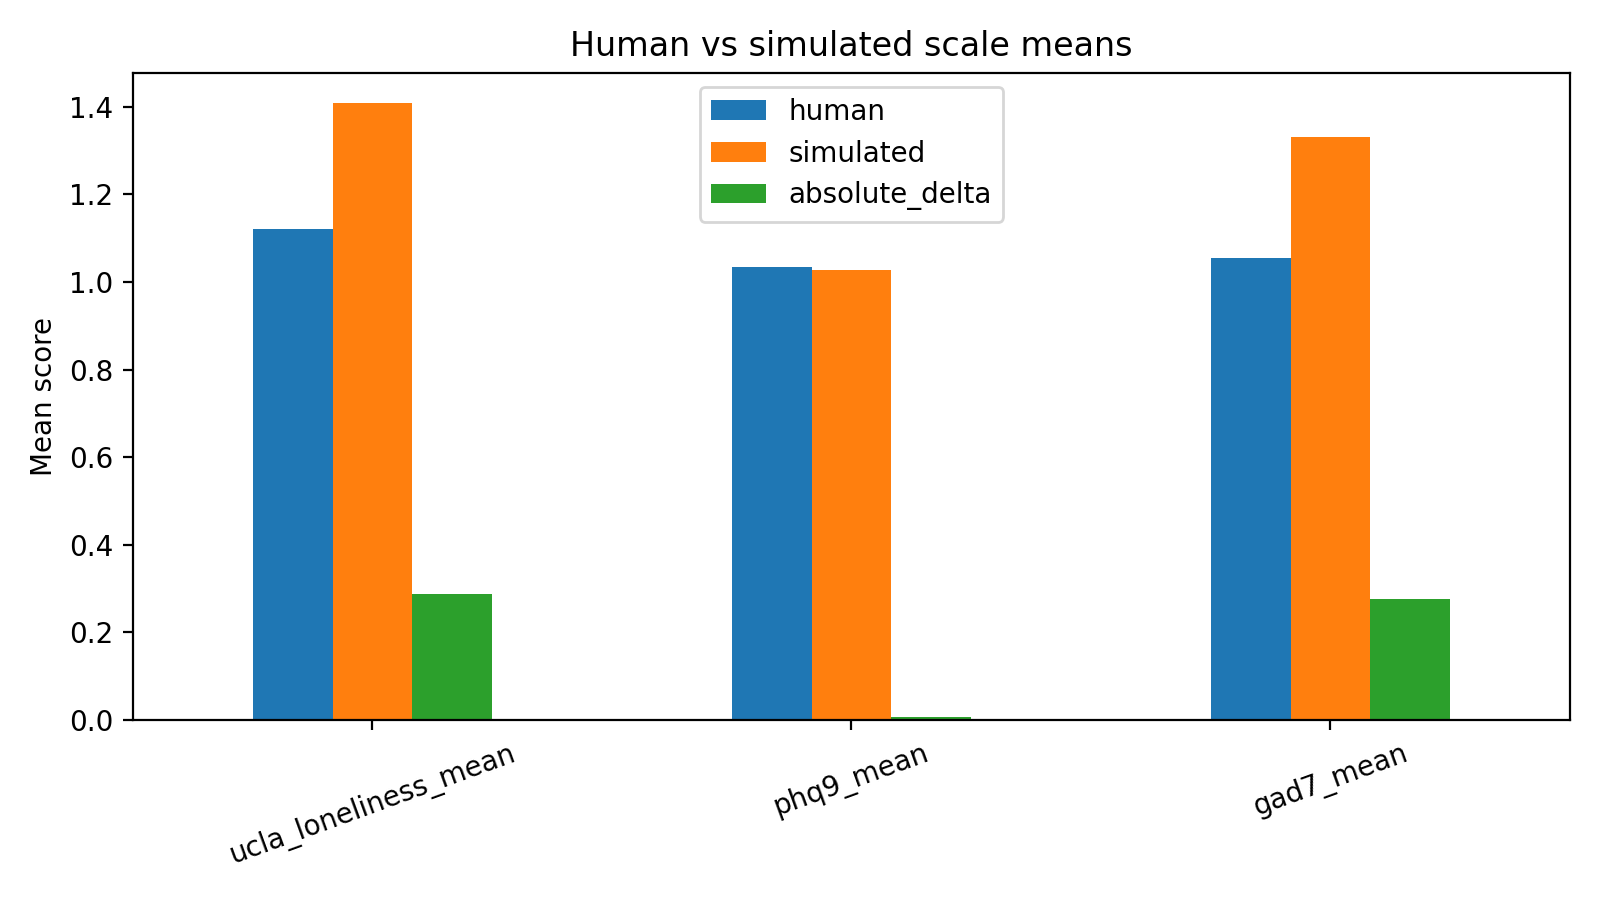 Human vs simulated scale means
human
simulated
absolute_delta
Mean score
1.4
1.2
1.0
0.8
0.6
0.4
0.2
0.0
ucla_loneliness_mean
phq9_mean
gad7_mean